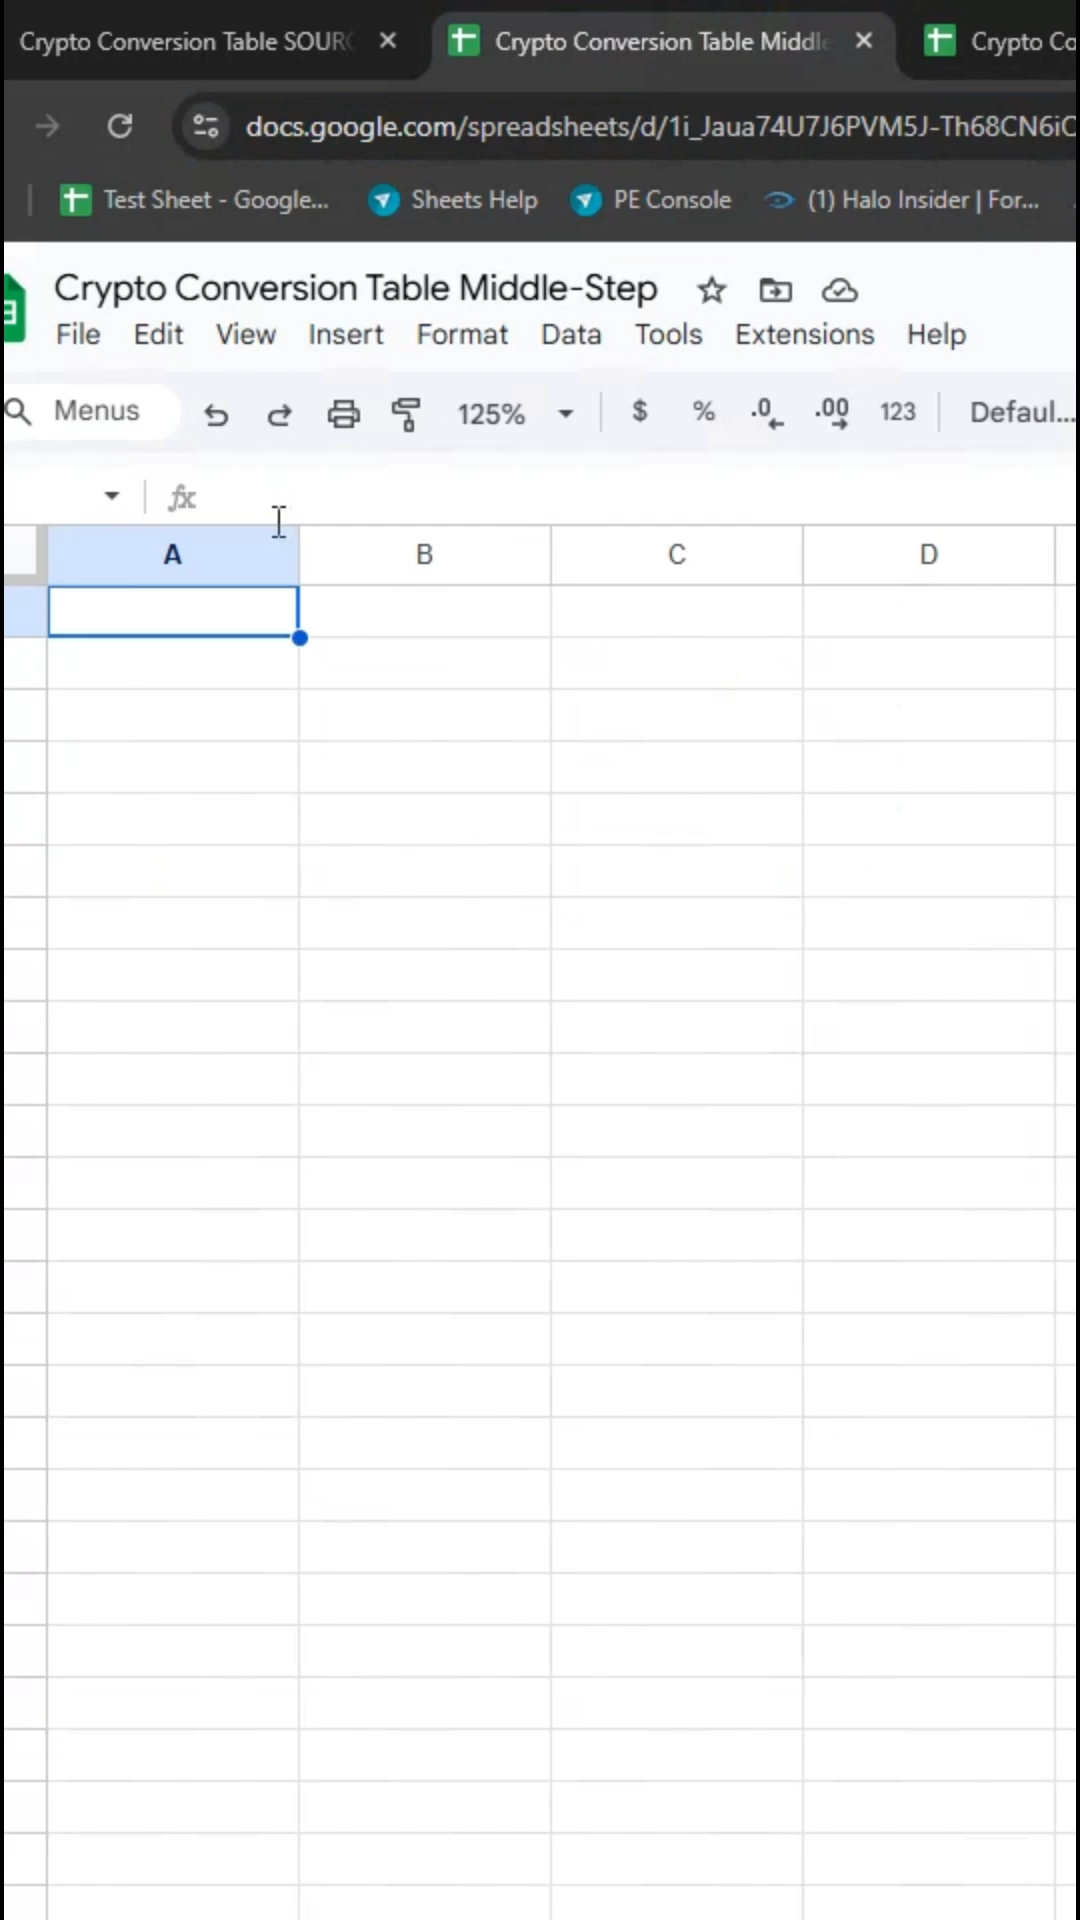 Crypto Conversion Table SOUR
Crypto Conversion Table Middle
Crypto Co
docs.google.com/spreadsheets/d/1i_Jaua74U7J6PVM5J-Th68CN6iC
Test Sheet - Google...
Sheets Help
PE Console
(1) Halo Insider | For...
Crypto Conversion Table Middle-Step
File Edit View Insert Format Data Tools Extensions Help
Menus 125% $ % .0 .00 123 Defaul...
fx
A B C D